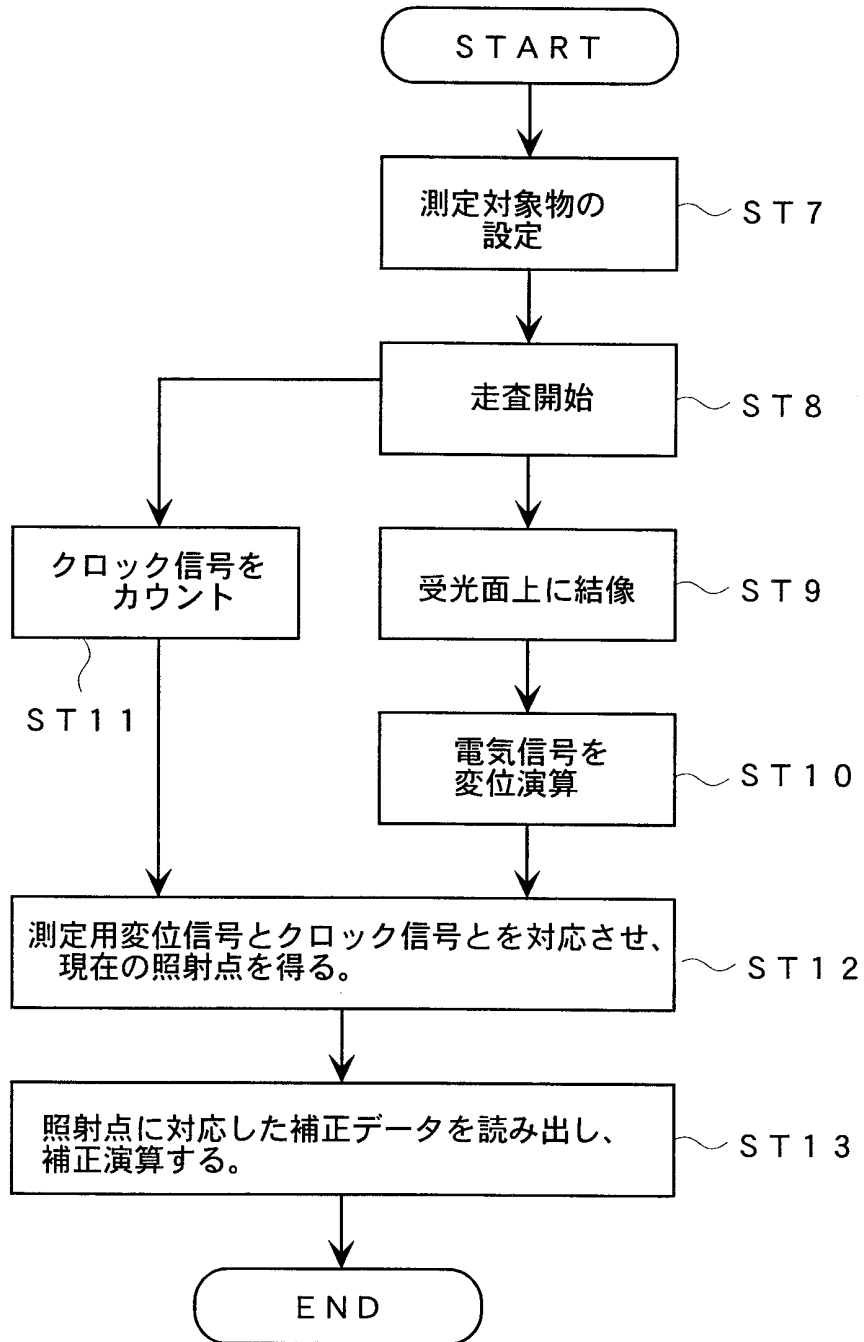 START
測定対象物の
設定
ST7
走査開始
ST8
クロック信号を
カウント
ST11
受光面上に結像
ST9
電気信号を
変位演算
ST10
測定用変位信号とクロック信号とを対応させ、
現在の照射点を得る。
ST12
照射点に対応した補正データを読み出し、
補正演算する。
ST13
END